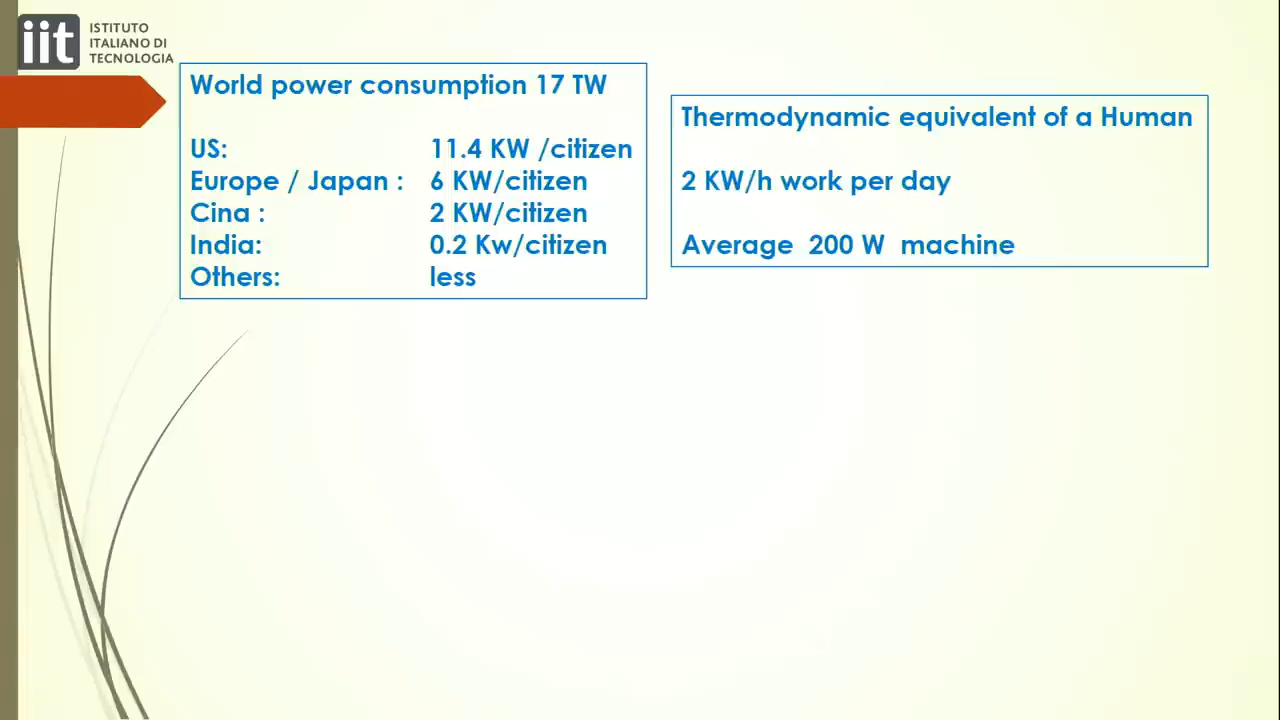 iit ISTITUTO
ITALIANO DI
TECNOLOGIA
World power consumption 17 TW
US: 11.4 KW /citizen
Europe / Japan : 6 KW/citizen
Cina : 2 KW/citizen
India: 0.2 Kw/citizen
Others: less
Thermodynamic equivalent of a Human
2 KW/h work per day
Average 200 W machine